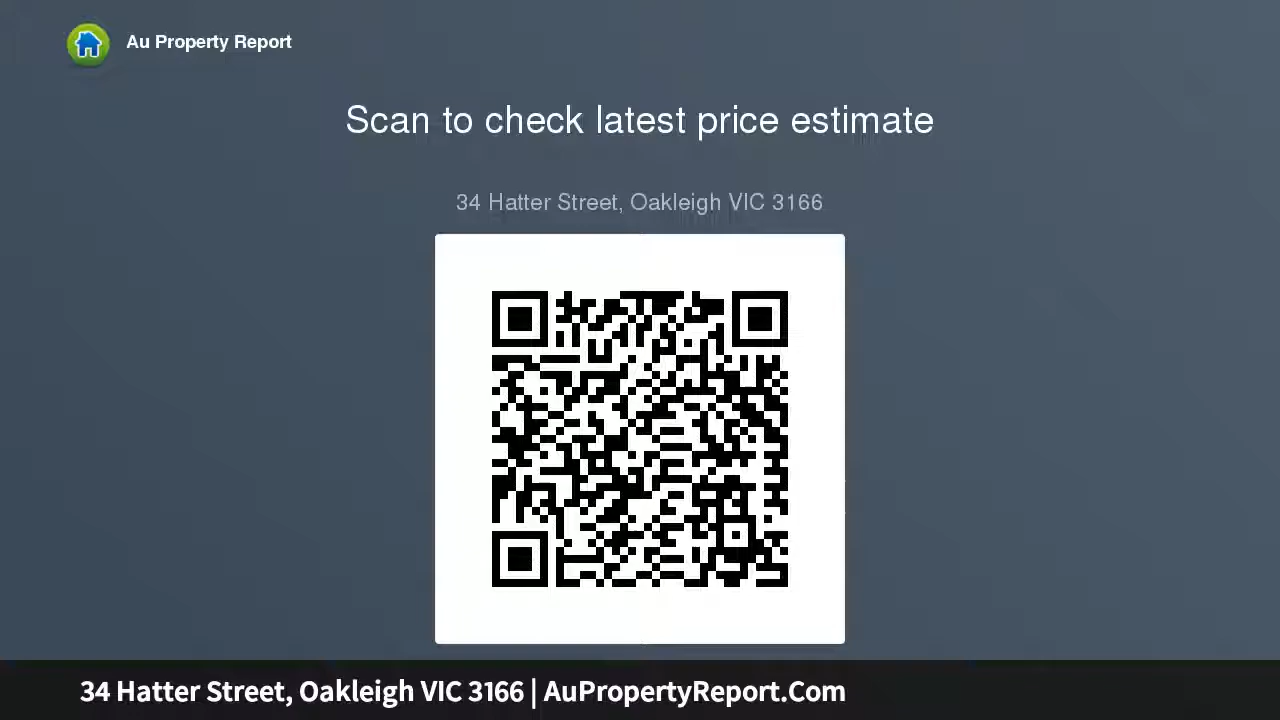 Au Property Report
Scan to check latest price estimate
34 Hatter Street, Oakleigh VIC 3166
34 Hatter Street, Oakleigh VIC 3166 | AuPropertyReport.Com